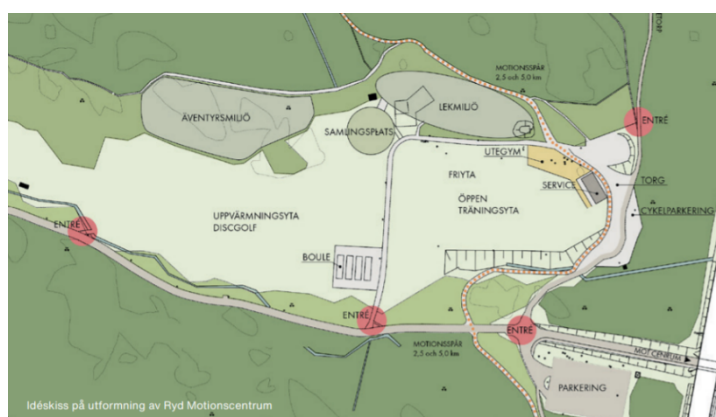 MOTIONSSPÅR
2,5 och 5,0 km
LEKMILJÖ
ÄVENTYRSMILJÖ
ENTRÉ
SAMLINGSPLATS
UTEGYM
FRIYTA
TORG
SERVICE
ÖPPEN
TRÄNINGSYTA
UPPVÄRMNINGSYTA
DISCGOLF
CYKELPARKERING
ENTRÉ
BOULE
ENTRÉ
ENTRÉ
MOTIONSSPÅR
2,5 och 5,0 km
MOT CENTRUM
PARKERING
Idéskiss på utformning av Ryd Motionscentrum